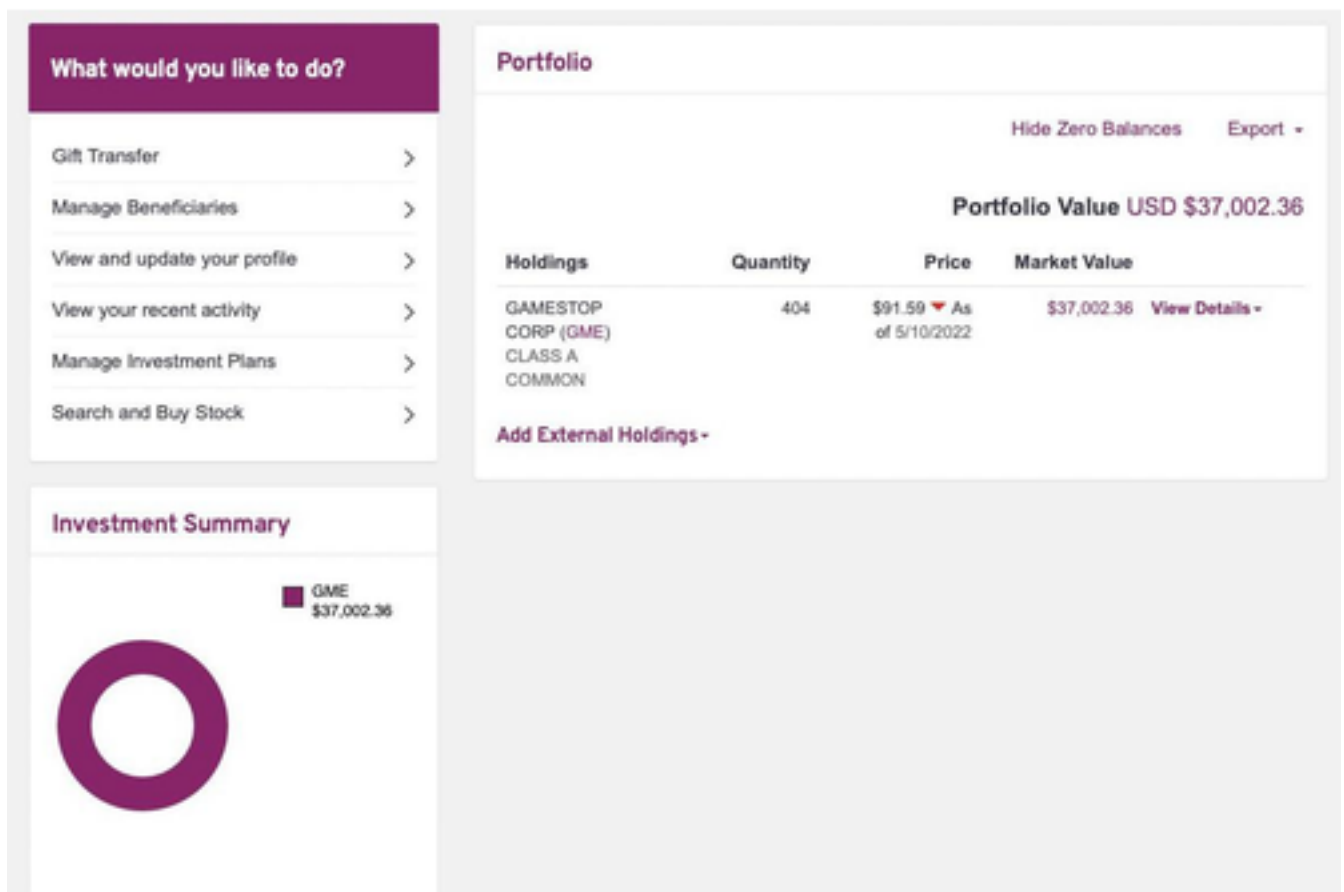 What would you like to do?
Gift Transfer
Manage Beneficiaries
View and update your profile
View your recent activity
Manage Investment Plans
Search and Buy Stock
Portfolio
Hide Zero Balances Export
Portfolio Value USD $37,002.36
Holdings Quantity Price Market Value
GAMESTOP 404 $91.59 As $37,002.36 View Details
CORP (GME) of 5/10/2022
CLASS A
COMMON
Add External Holdings
Investment Summary
GME
$37,002.36